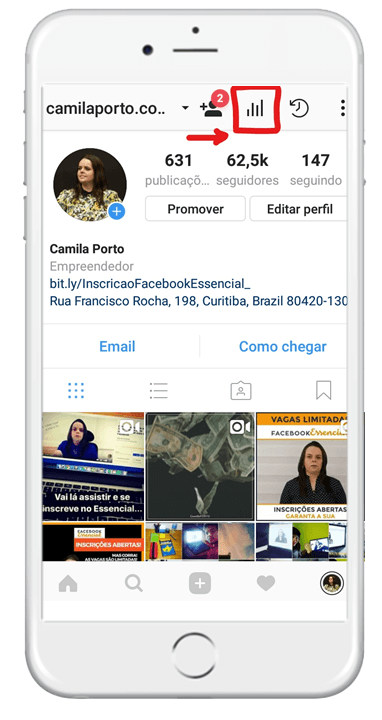 camilaporto.co..
2
631 62,5k 147
publicaçõ... seguidores seguindo
Promover Editar perfil
Camila Porto
Empreendedor
bit.ly/InscricaoFacebookEssencial_
Rua Francisco Rocha, 198, Curitiba, Brazil 80420-130
Email Como chegar
Vai lá assistir e se
inscreve no Essencial...
VAGAS LIMITADA
FACEBOOK Essencial
INSCRIÇÕES ABERTAS
GARANTA A SUA
FACEBOOK
Essencial
INSCRIÇÕES ABERTAS!
MAS CORRA!
AS VAGAS SÃO LIMITADAS!